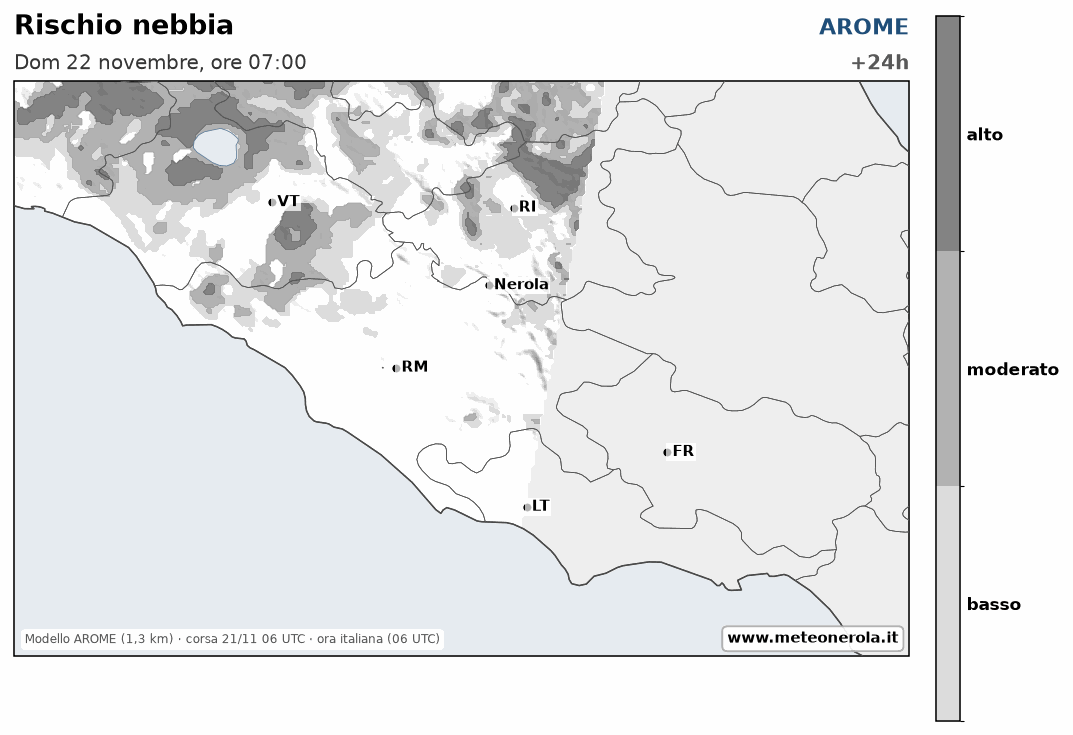 Rischio nebbia
AROME
Dom 22 novembre, ore 07:00
+24h
alto
VT
RI
Nerola
moderato
RM
FR
LT
basso
Modello AROME (1,3 km) · corsa 21/11 06 UTC · ora italiana (06 UTC)
www.meteonerola.it